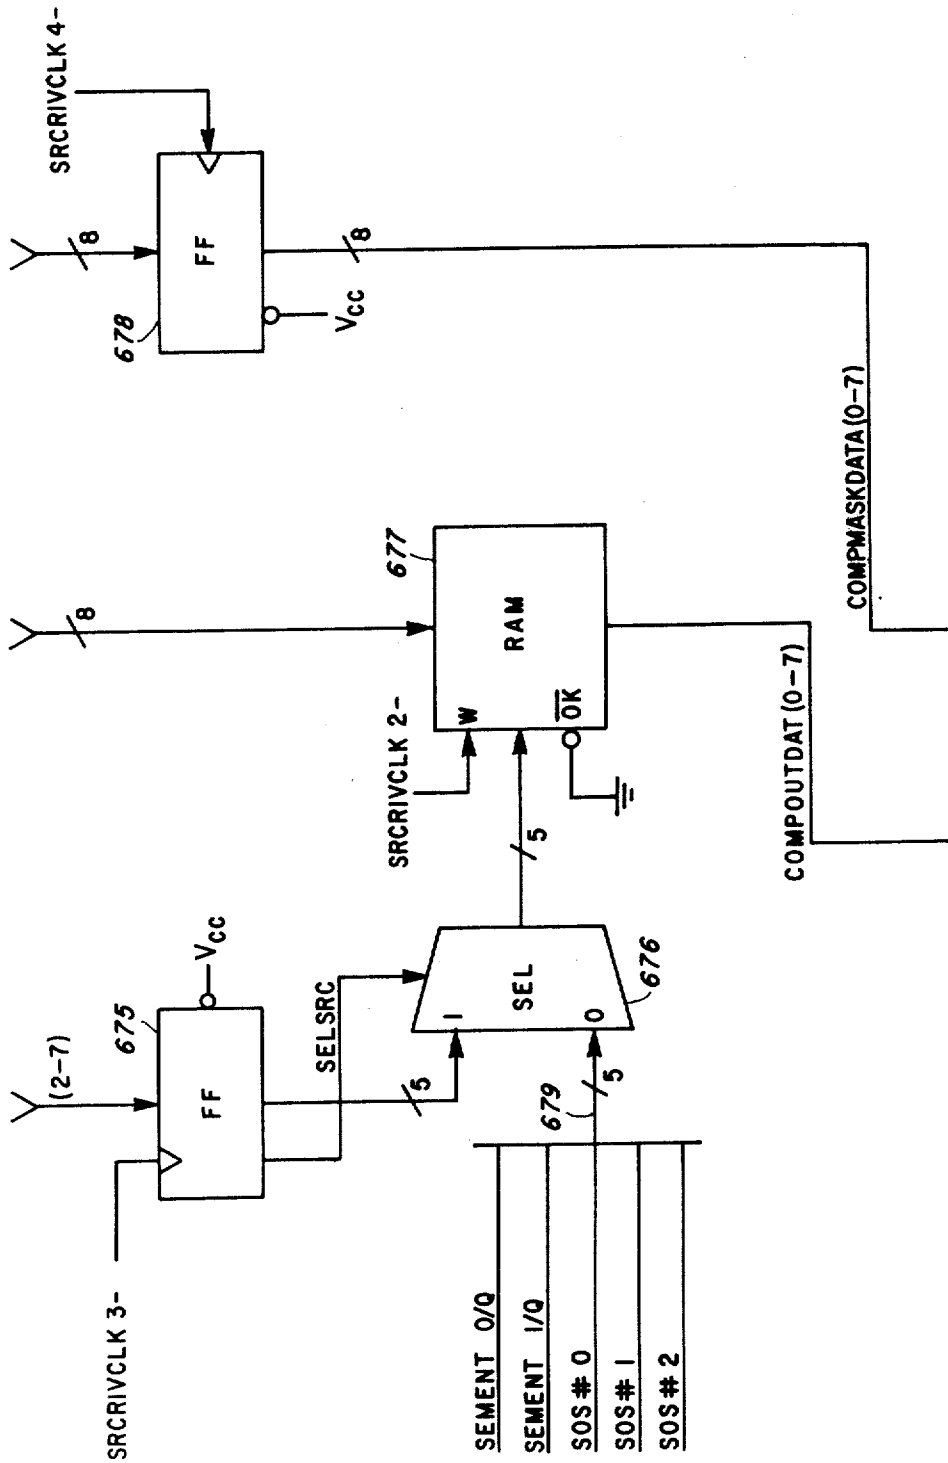 SRCRIVCLK 3-
(2-7)
675
FF
VCC
SELSRC
5
SEMENT 0/Q
SEMENT 1/Q
SOS# 0
SOS# 1
SOS# 2
679
5
1
0
SEL
676
5
SRCRIVCLK 2-
8
677
W
RAM
OK
COMPOUTDAT (0-7)
SRCRIVCLK 4-
8
678
FF
VCC
8
COMPMASKDATA (0-7)